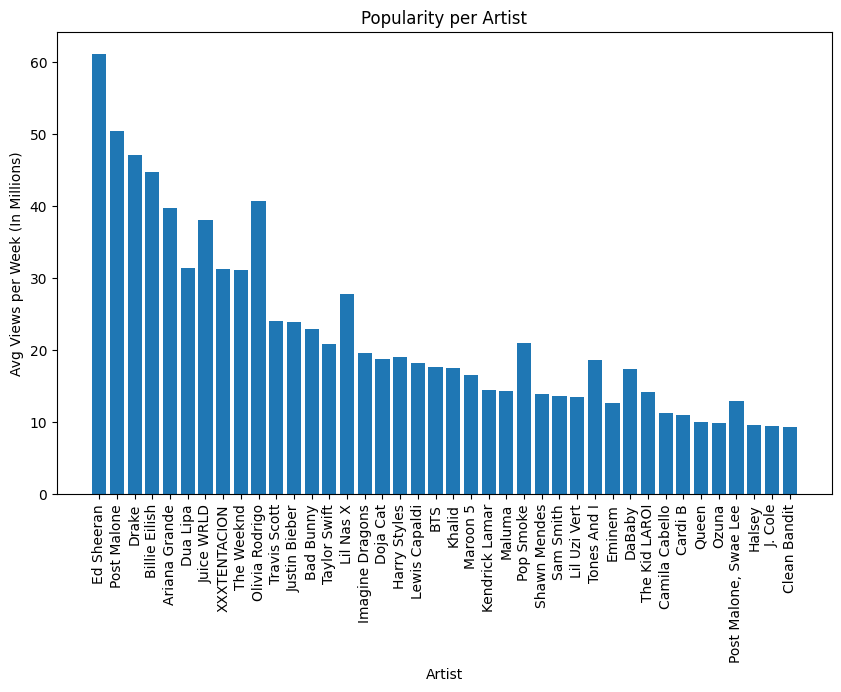 Popularity per Artist
Avg Views per Week (In Millions)
60
50
40
30
20
10
0
Ed Sheeran
Post Malone
Drake
Billie Eilish
Ariana Grande
Dua Lipa
Juice WRLD
XXXTENTACION
The Weeknd
Olivia Rodrigo
Travis Scott
Justin Bieber
Bad Bunny
Taylor Swift
Lil Nas X
Imagine Dragons
Doja Cat
Harry Styles
Lewis Capaldi
BTS
Khalid
Maroon 5
Kendrick Lamar
Maluma
Pop Smoke
Shawn Mendes
Sam Smith
Lil Uzi Vert
Tones And I
Eminem
DaBaby
The Kid LAROI
Camila Cabello
Cardi B
Queen
Ozuna
Post Malone, Swae Lee
Halsey
J. Cole
Clean Bandit
Artist